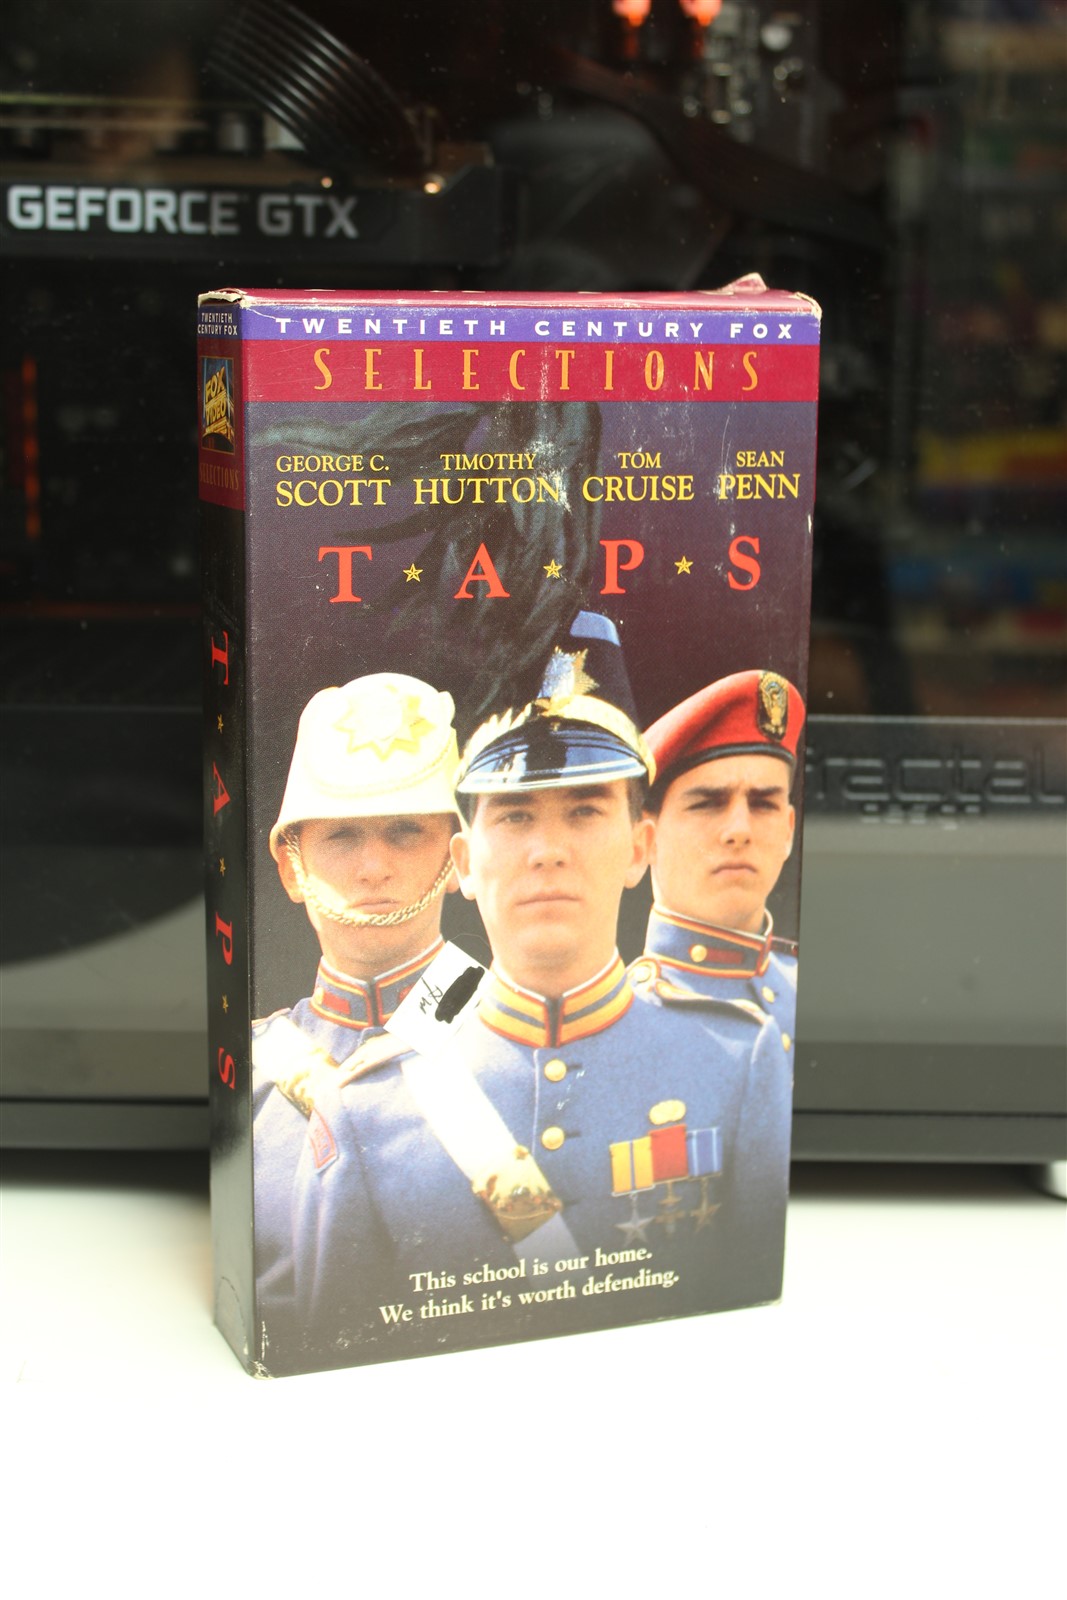 GEFORCE GTX
TWENTIETH
CENTURY FOX
FOX
VIDEO
SELECTIONS
T★A★P★S
TWENTIETH CENTURY FOX
SELECTIONS
GEORGE C. SCOTT
TIMOTHY HUTTON
TOM CRUISE
SEAN PENN
T★A★P★S
This school is our home.
We think it's worth defending.
fractal